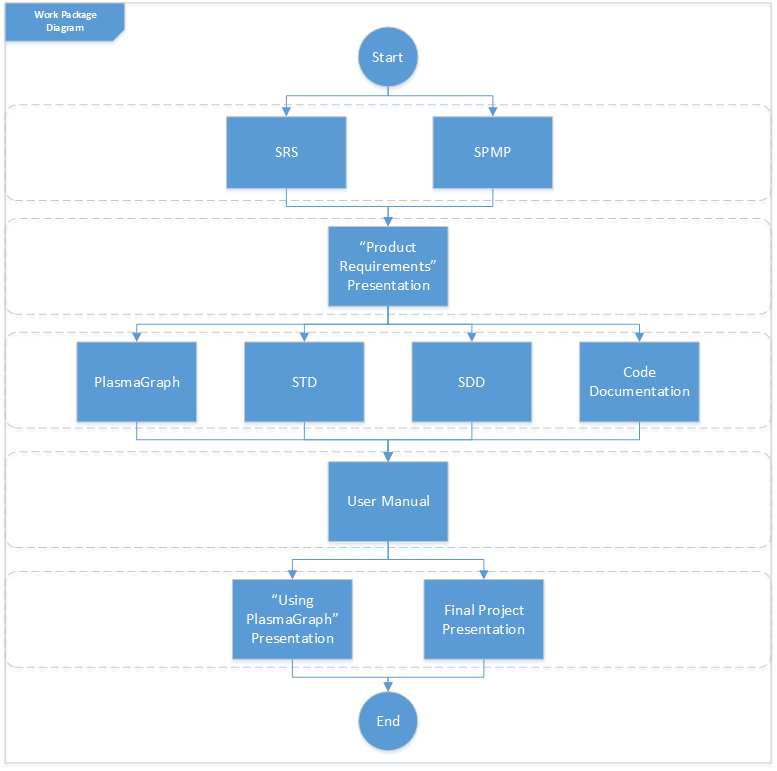 Work Package
Diagram
Start
SRS
SPMP
“Product
Requirements”
Presentation
PlasmaGraph
STD
SDD
Code
Documentation
User Manual
“Using
PlasmaGraph”
Presentation
Final Project
Presentation
End